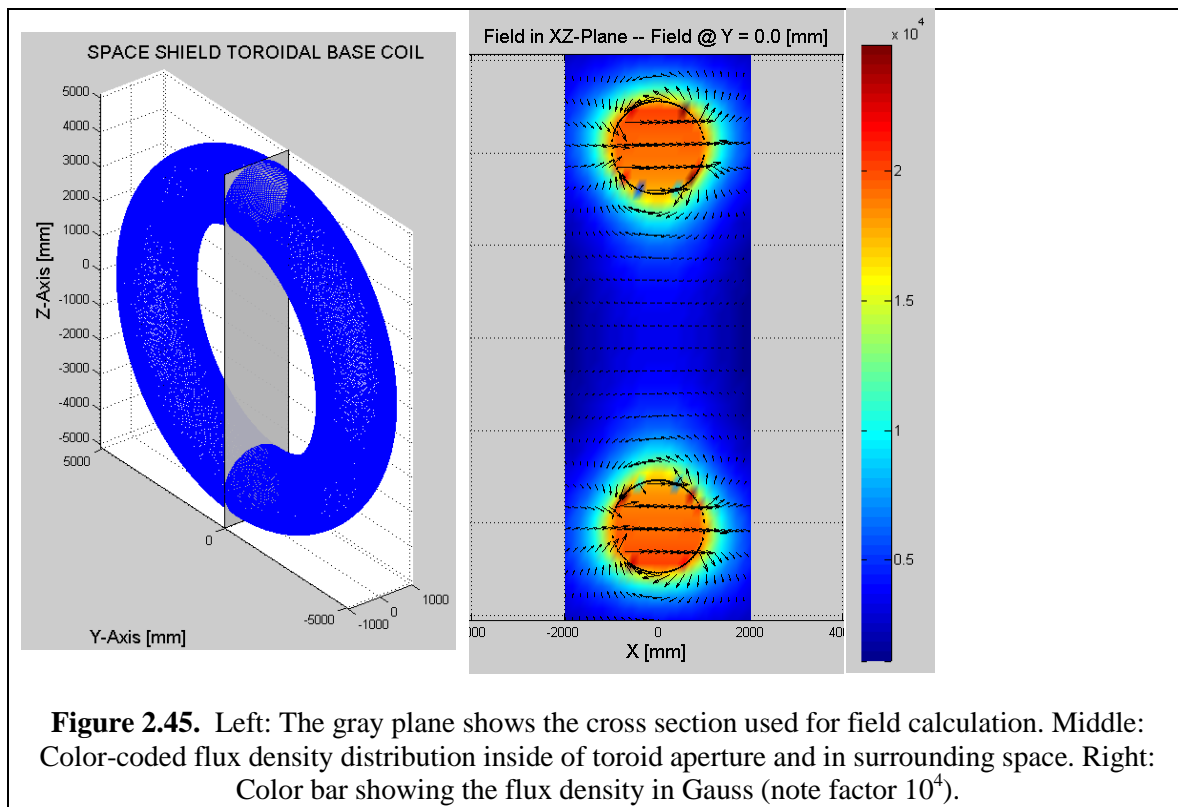 SPACE SHIELD TOROIDAL BASE COIL
5000
4000
3000
2000
1000
0
-1000
-2000
-3000
-4000
-5000
Z-Axis [mm]
5000
0
-5000
Y-Axis [mm]
-1000
0
1000
Field in XZ-Plane -- Field @ Y = 0.0 [mm]
000
-2000
0
2000
40
X [mm]
x 10⁴
2
1.5
1
0.5
Figure 2.45. Left: The gray plane shows the cross section used for field calculation. Middle:
Color-coded flux density distribution inside of toroid aperture and in surrounding space. Right:
Color bar showing the flux density in Gauss (note factor 10⁴).